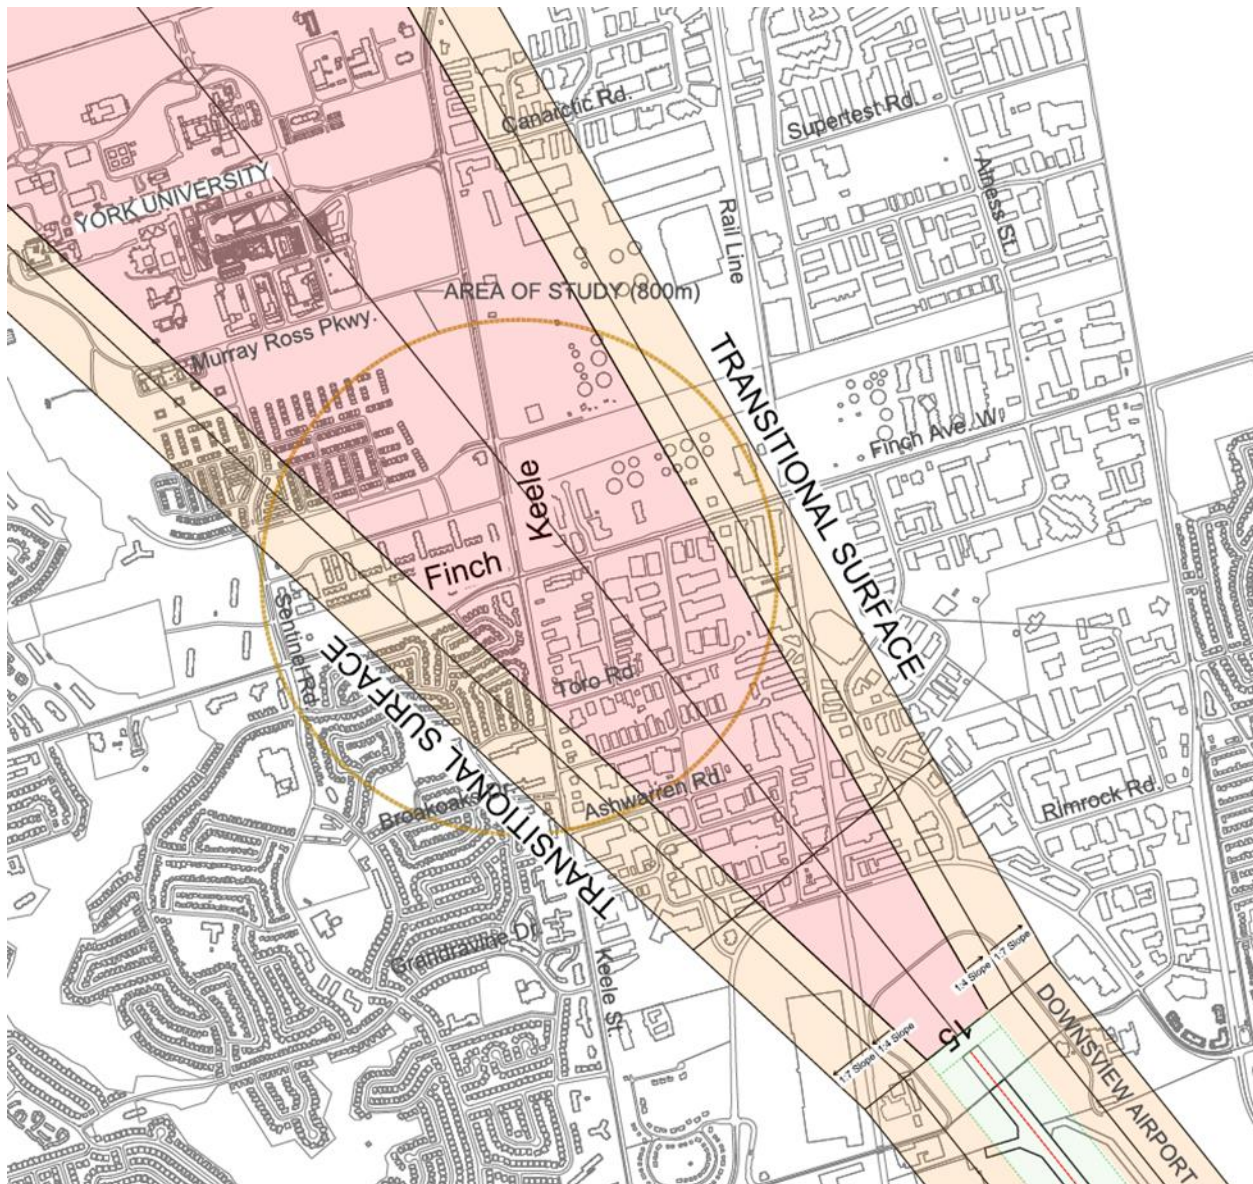 Canarctic Rd.
Supertest Rd.
Alness St.
YORK UNIVERSITY
Rail Line
AREA OF STUDY (800m)
Murray Ross Pkwy.
TRANSITIONAL SURFACE
Finch Ave. W
Keele
Finch
Sentinel Rd.
TRANSITIONAL SURFACE
Toro Rd.
Ashwarren Rd.
Rimrock Rd.
Grandravine Dr.
Keele St.
1:4 Slope
1:7 Slope
15
1:7 Slope
1:4 Slope
DOWNSVIEW AIRPORT